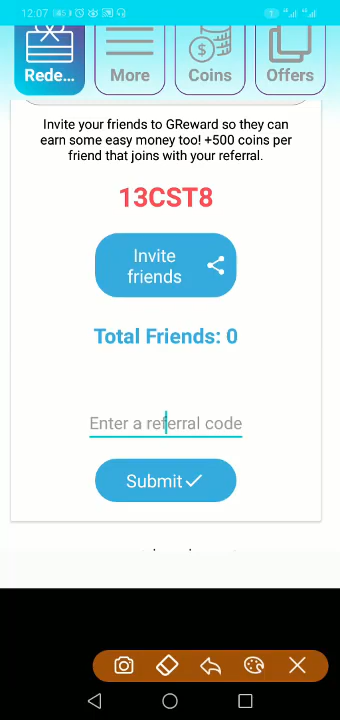 12:07
Rede...
More
Coins
Offers
Invite your friends to GReward so they can
earn some easy money too! +500 coins per
friend that joins with your referral.
13CST8
Invite
friends
Total Friends: 0
Enter a referral code
Submit